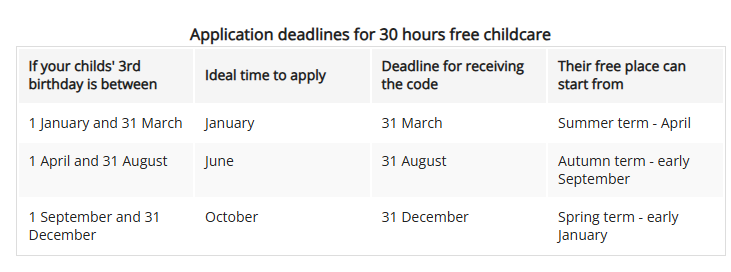 Application deadlines for 30 hours free childcare
If your childs' 3rd
birthday is between
Ideal time to apply
Deadline for receiving
the code
Their free place can
start from
1 January and 31 March
January
31 March
Summer term - April
1 April and 31 August
June
31 August
Autumn term - early
September
1 September and 31
December
October
31 December
Spring term - early
January